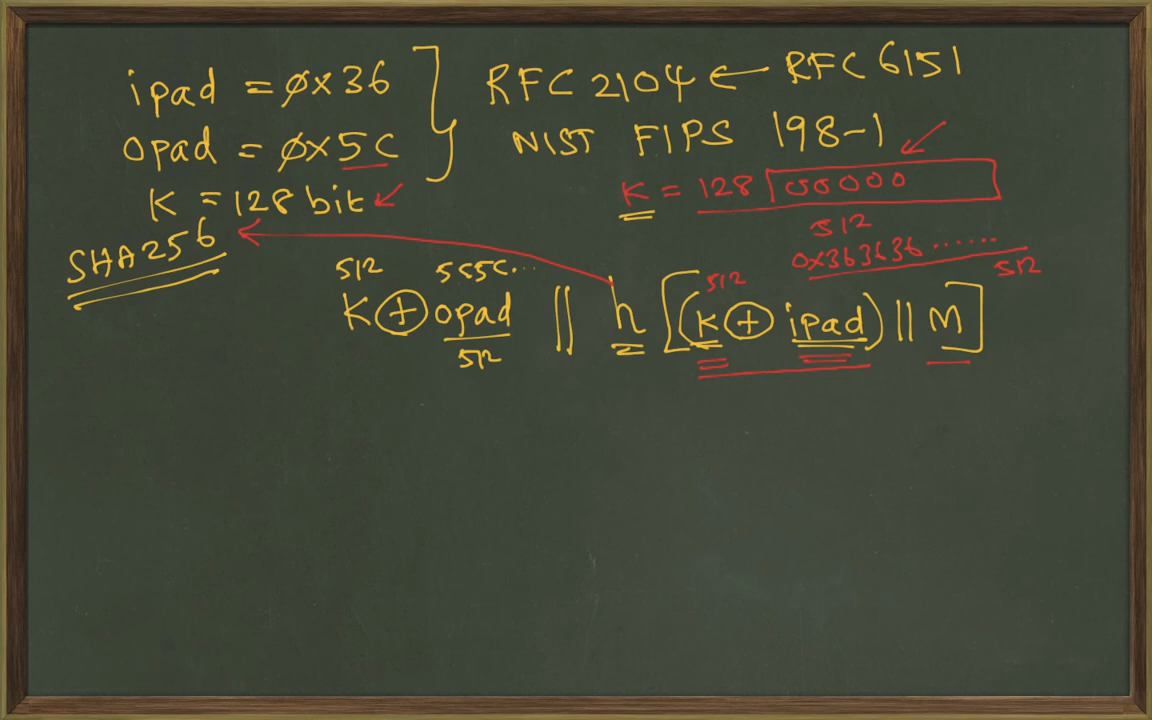 ipad = 0x36 } RFC 2104 ← RFC 6151
opad = 0x5C NIST FIPS 198-1
K = 128 bit K = 128 00000
SHA256 512
0x363636......
512 555C... 512 512
K ⊕ opad || h [(K ⊕ ipad) || M]
512